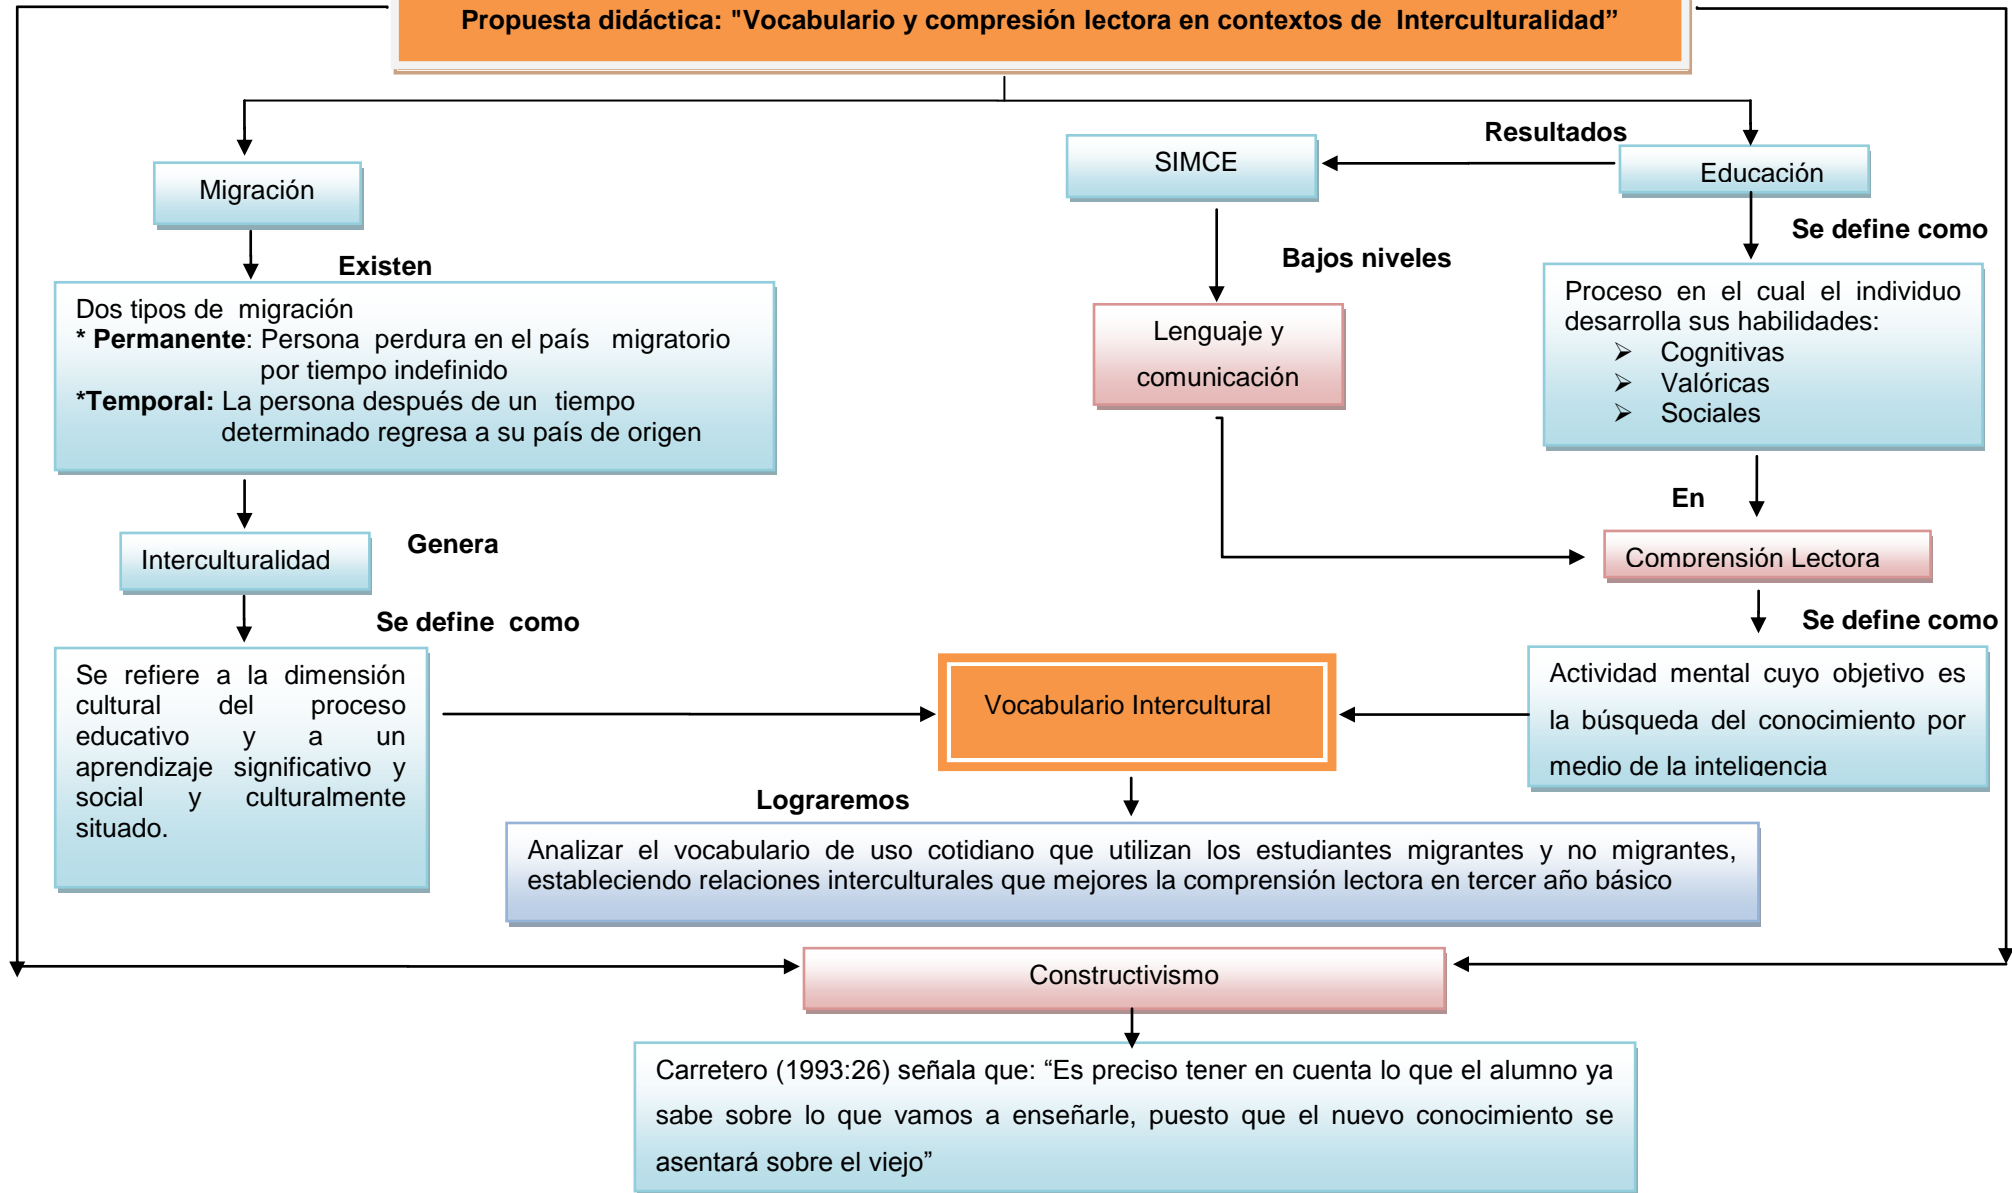 Propuesta didáctica: "Vocabulario y compresión lectora en contextos de Interculturalidad”
Resultados
SIMCE
Educación
Migración
Se define como
Existen
Bajos niveles
Dos tipos de migración
* Permanente: Persona perdura en el país migratorio
por tiempo indefinido
*Temporal: La persona después de un tiempo
determinado regresa a su país de origen
Lenguaje y
comunicación
Proceso en el cual el individuo
desarrolla sus habilidades:
➢ Cognitivas
➢ Valóricas
➢ Sociales
En
Genera
Interculturalidad
Comprensión Lectora
Se define como
Se define como
Se refiere a la dimensión
cultural del proceso
educativo y a un
aprendizaje significativo y
social y culturalmente
situado.
Vocabulario Intercultural
Actividad mental cuyo objetivo es
la búsqueda del conocimiento por
medio de la inteligencia
Lograremos
Analizar el vocabulario de uso cotidiano que utilizan los estudiantes migrantes y no migrantes,
estableciendo relaciones interculturales que mejores la comprensión lectora en tercer año básico
Constructivismo
Carretero (1993:26) señala que: “Es preciso tener en cuenta lo que el alumno ya
sabe sobre lo que vamos a enseñarle, puesto que el nuevo conocimiento se
asentará sobre el viejo”